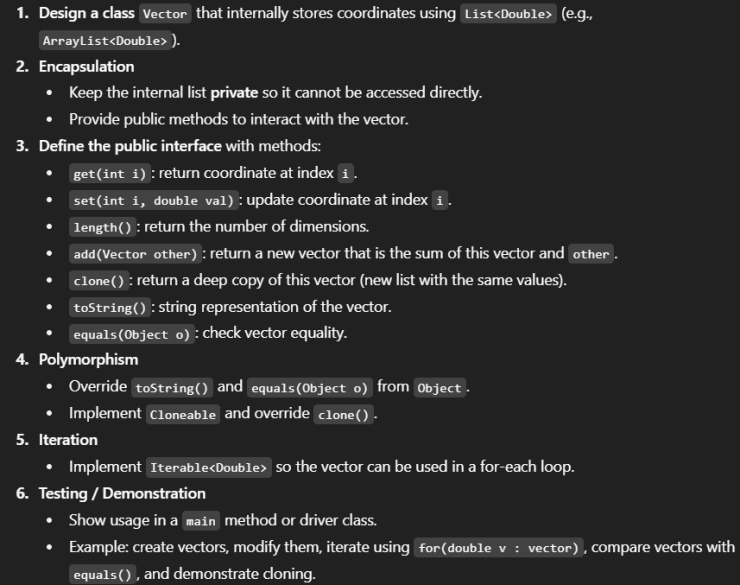 1. Design a class Vector that internally stores coordinates using List<Double> (e.g.,
ArrayList<Double>).
2. Encapsulation
• Keep the internal list private so it cannot be accessed directly.
• Provide public methods to interact with the vector.
3. Define the public interface with methods:
• get(int i): return coordinate at index i.
• set(int i, double val): update coordinate at index i.
• length(): return the number of dimensions.
• add(Vector other): return a new vector that is the sum of this vector and other.
• clone(): return a deep copy of this vector (new list with the same values).
• toString(): string representation of the vector.
• equals(Object o): check vector equality.
4. Polymorphism
• Override toString() and equals(Object o) from Object.
• Implement Cloneable and override clone().
5. Iteration
• Implement Iterable<Double> so the vector can be used in a for-each loop.
6. Testing / Demonstration
• Show usage in a main method or driver class.
• Example: create vectors, modify them, iterate using for(double v : vector), compare vectors with
equals(), and demonstrate cloning.